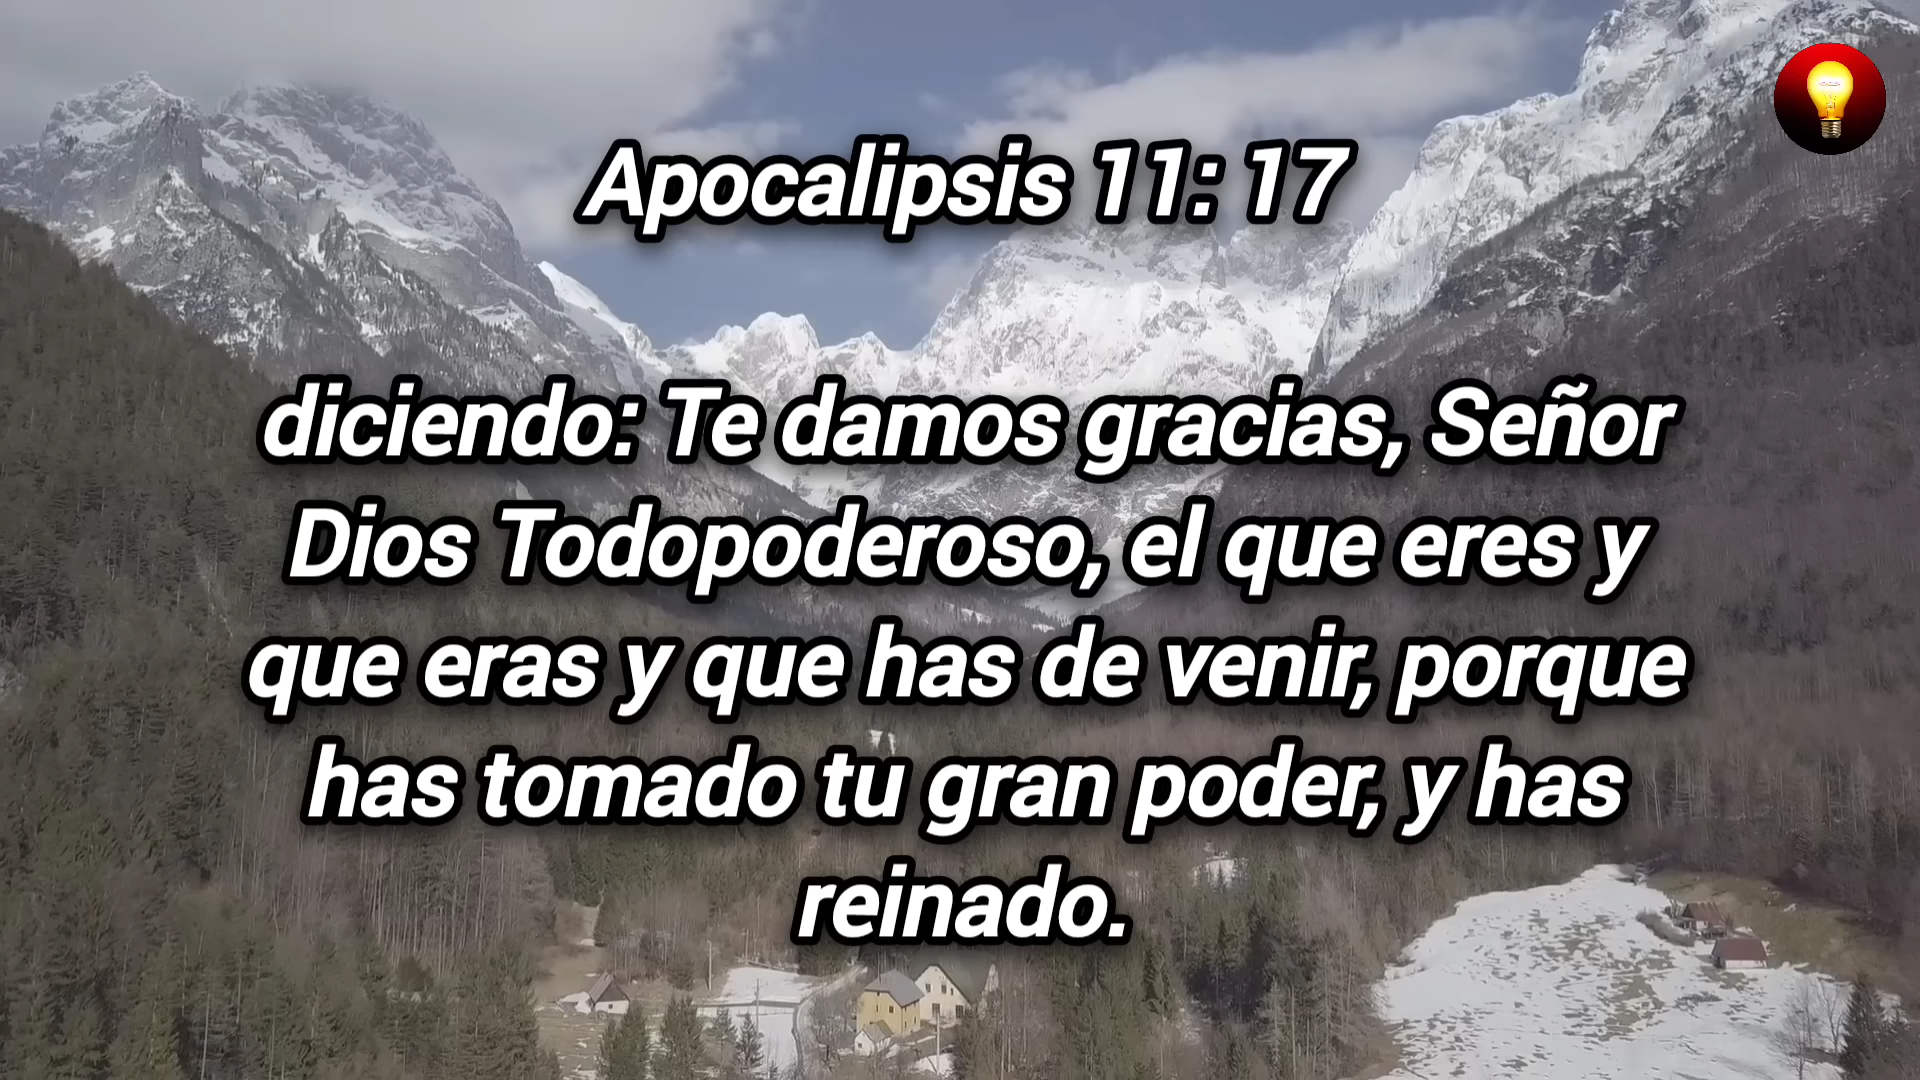 Apocalipsis 11: 17
diciendo: Te damos gracias, Señor
Dios Todopoderoso, el que eres y
que eras y que has de venir, porque
has tomado tu gran poder, y has
reinado.